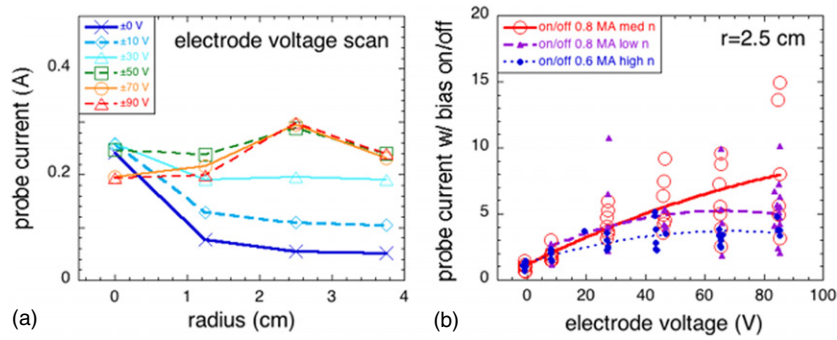 ±0 V
±10 V
±30 V
±50 V
±70 V
±90 V
electrode voltage scan
0.4
0.2
0
probe current (A)
0 1 2 3 4
radius (cm)
(a)
on/off 0.8 MA med n
on/off 0.8 MA low n
on/off 0.6 MA high n
r=2.5 cm
20
15
10
5
0
probe current w/ bias on/off
0 20 40 60 80 100
electrode voltage (V)
(b)